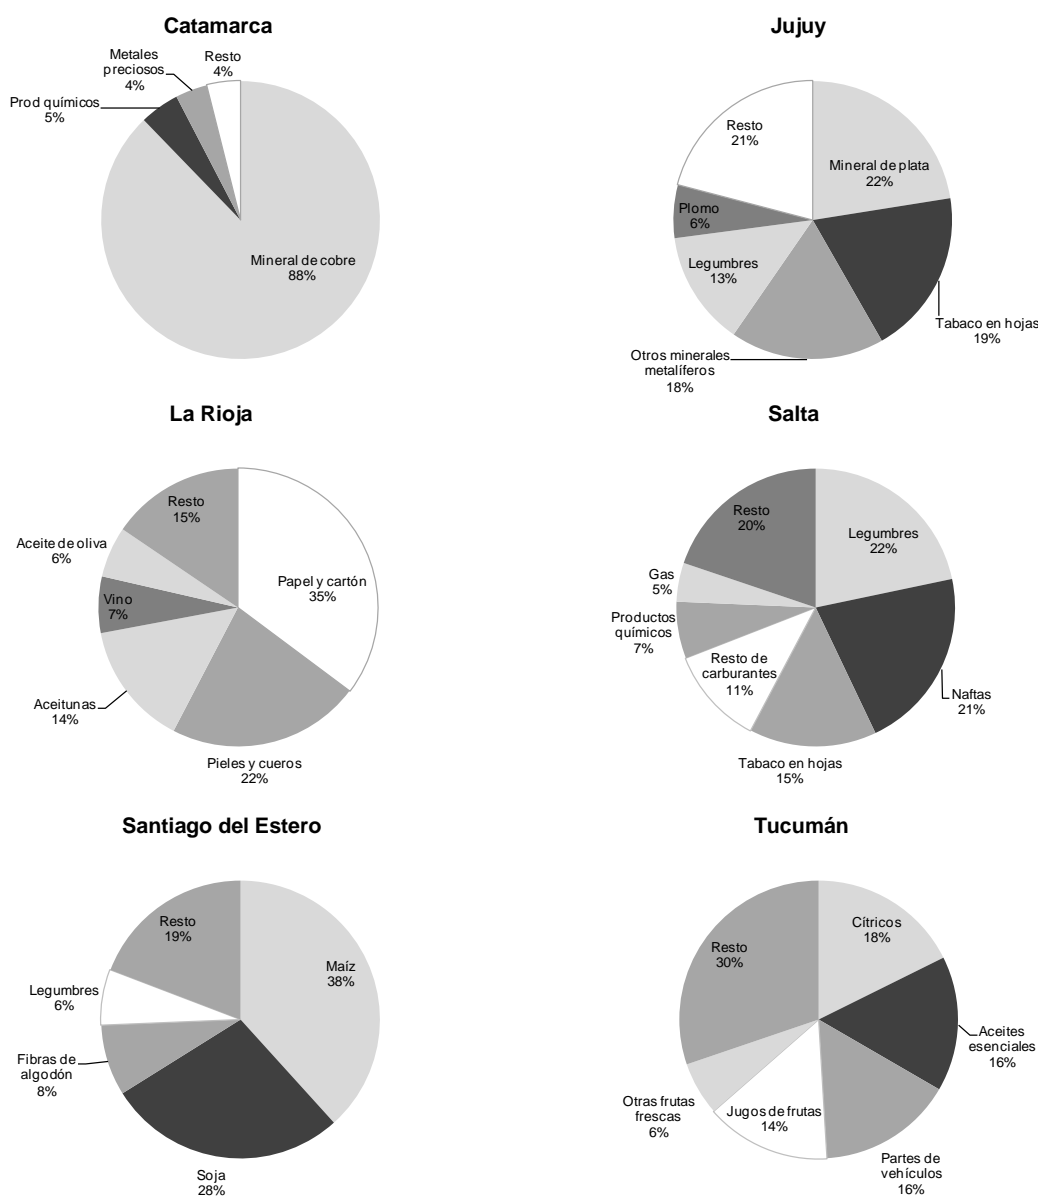 Catamarca
Metales
preciosos
4%
Resto
4%
Prod químicos
5%
Mineral de cobre
88%
Jujuy
Resto
21%
Mineral de plata
22%
Plomo
6%
Legumbres
13%
Tabaco en hojas
19%
Otros minerales
metalíferos
18%
La Rioja
Resto
15%
Aceite de oliva
6%
Papel y cartón
35%
Vino
7%
Aceitunas
14%
Pieles y cueros
22%
Salta
Resto
20%
Legumbres
22%
Gas
5%
Productos
químicos
7%
Resto de
carburantes
11%
Naftas
21%
Tabaco en hojas
15%
Santiago del Estero
Resto
19%
Maíz
38%
Legumbres
6%
Fibras de
algodón
8%
Soja
28%
Tucumán
Cítricos
18%
Resto
30%
Aceites
esenciales
16%
Otras frutas
frescas
6%
Jugos de frutas
14%
Partes de
vehículos
16%